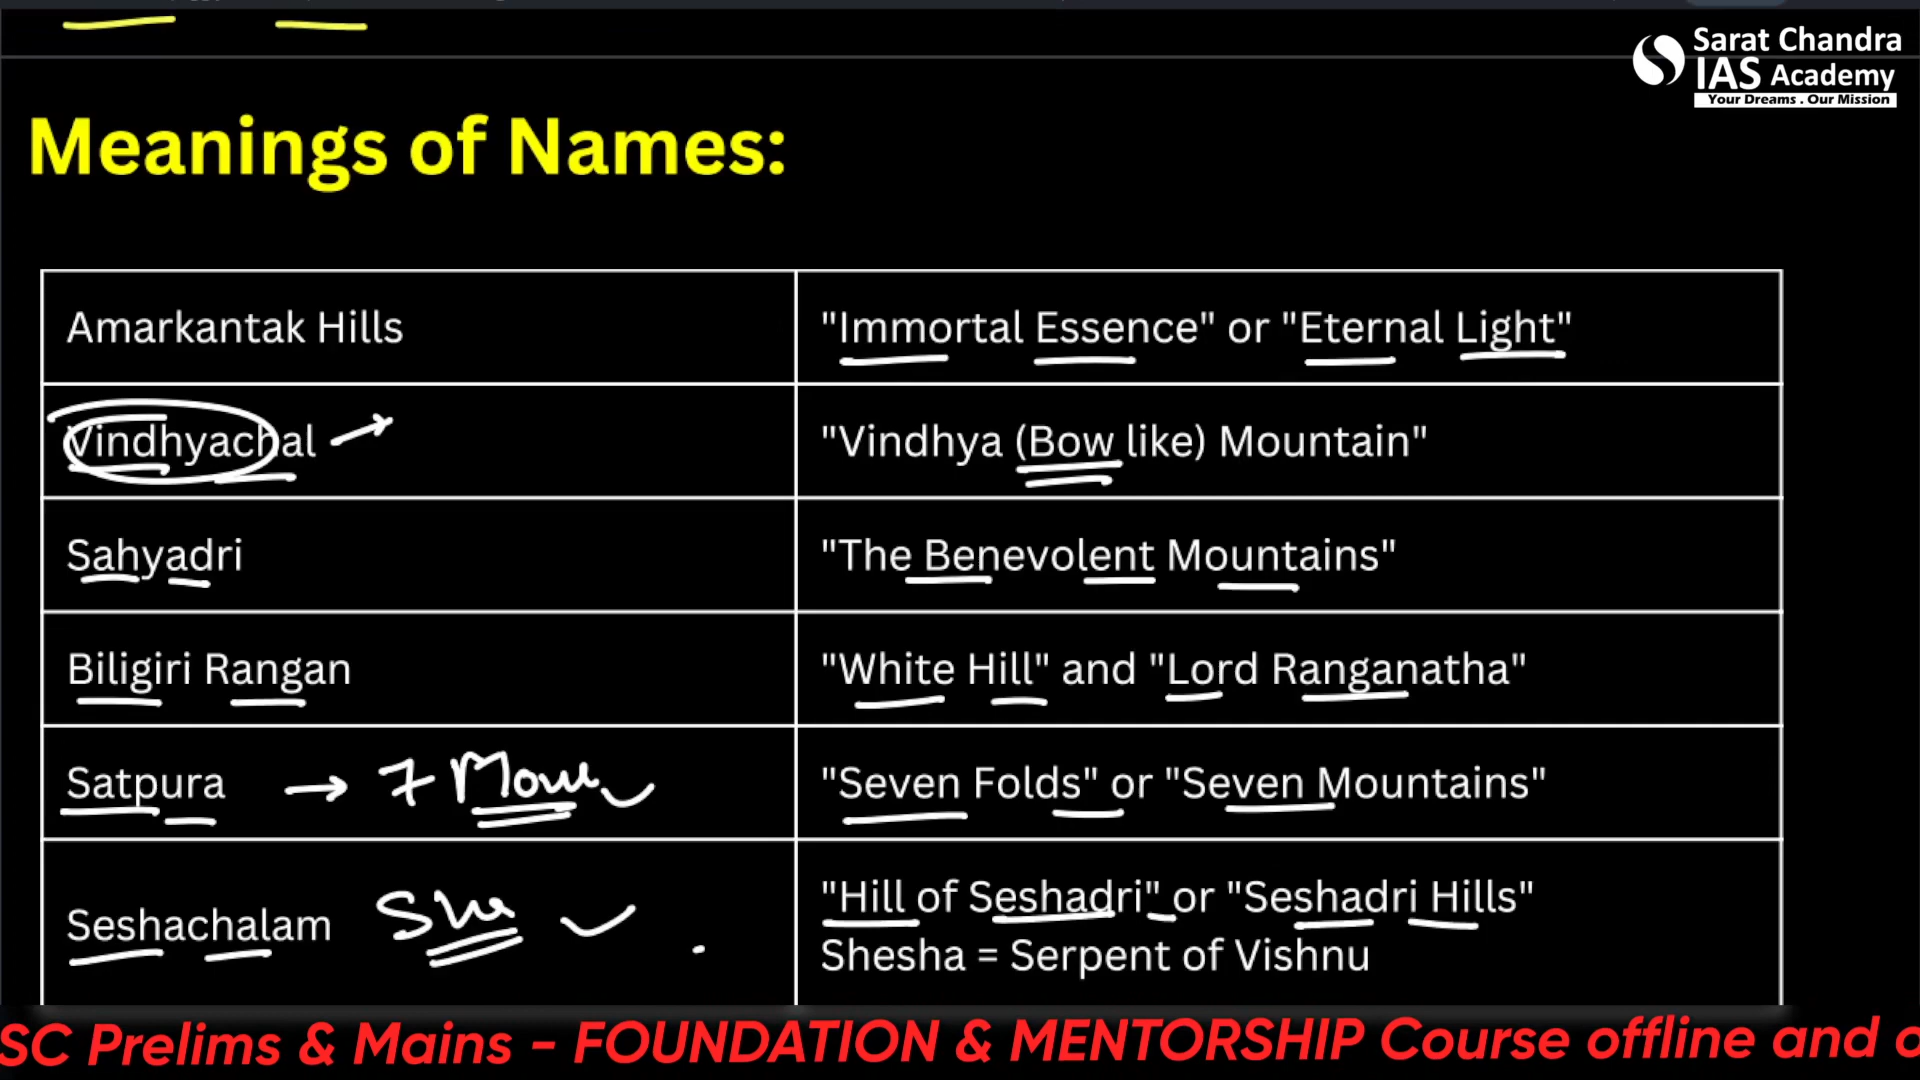 Sarat Chandra
IAS Academy
Your Dreams . Our Mission
Meanings of Names:
Amarkantak Hills
"Immortal Essence" or "Eternal Light"
Vindhyachal
"Vindhya (Bow like) Mountain"
Sahyadri
"The Benevolent Mountains"
Biligiri Rangan
"White Hill" and "Lord Ranganatha"
Satpura → 7
"Seven Folds" or "Seven Mountains"
Seshachalam
"Hill of Seshadri" or "Seshadri Hills"
Shesha = Serpent of Vishnu
SC Prelims & Mains - FOUNDATION & MENTORSHIP Course offline and